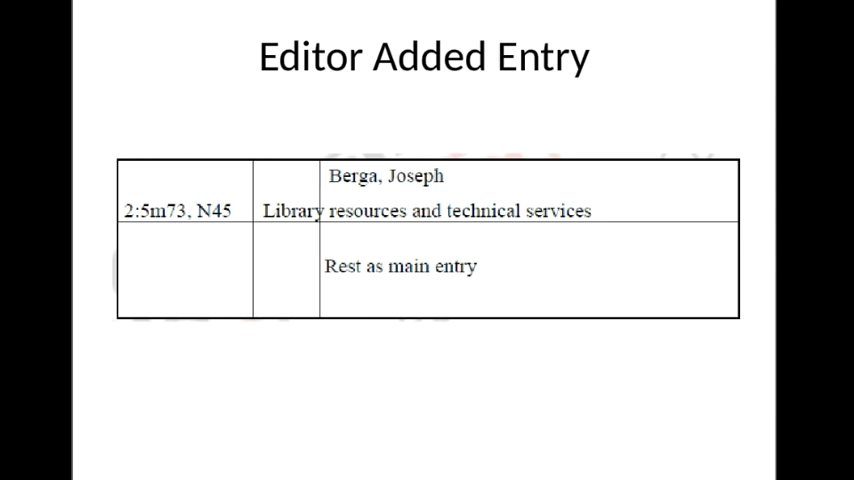 Editor Added Entry
Berga, Joseph
2:5m73, N45 Library resources and technical services
Rest as main entry